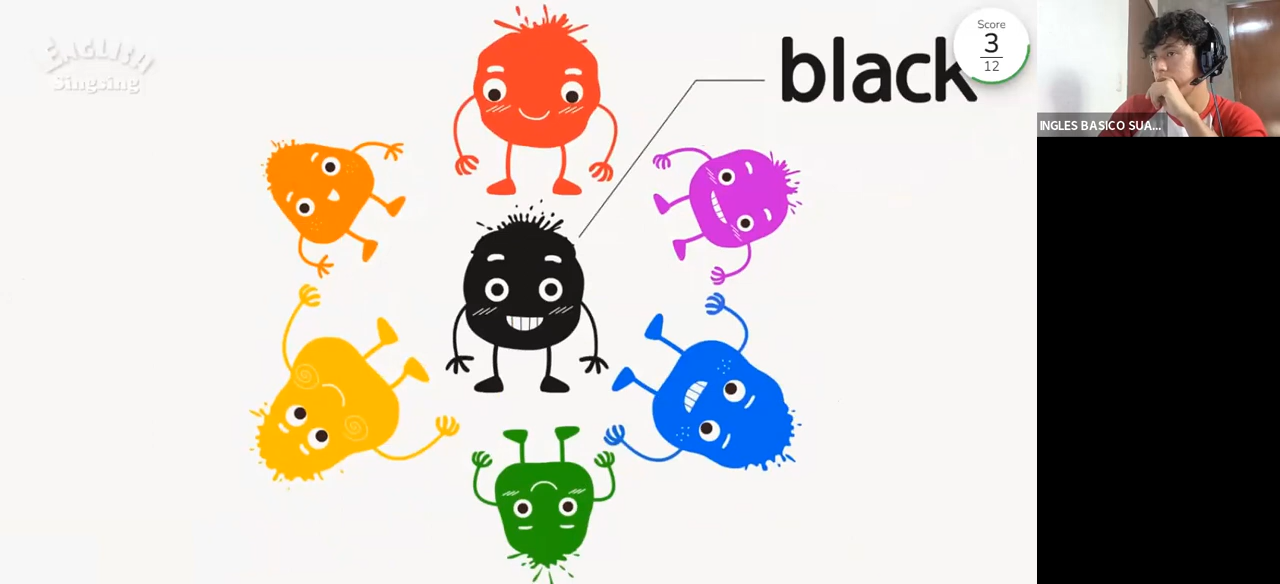 ENGLISH
Singsing
black
Score
3
12
INGLES BASICO SUA...